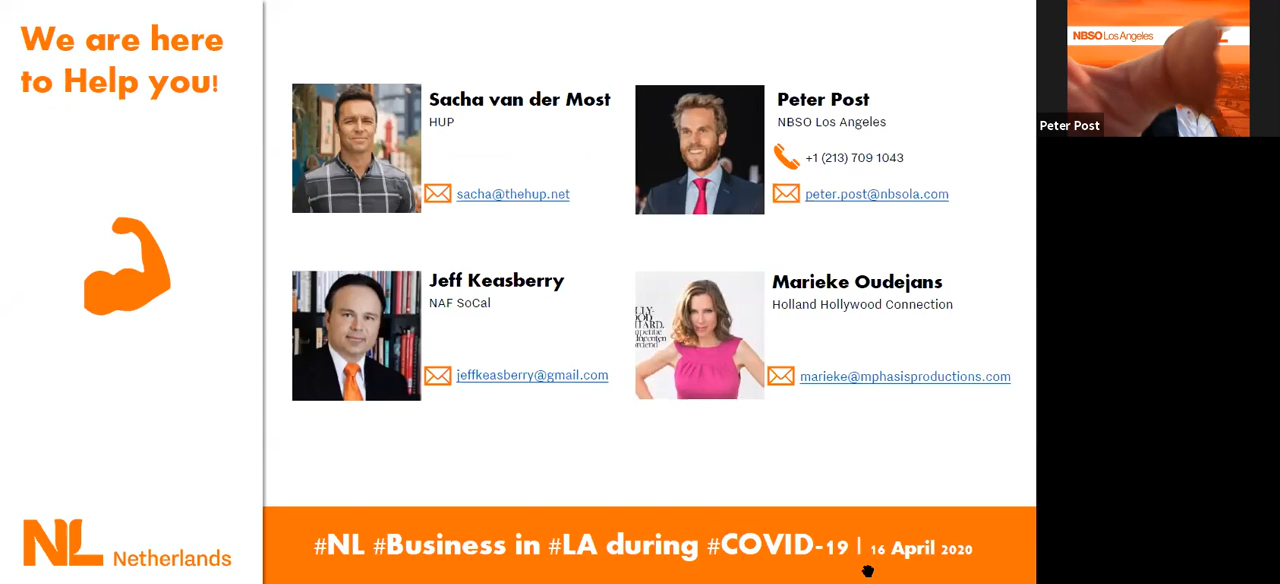 We are here
to Help you!
Sacha van der Most
HUP
sacha@thehup.net
Peter Post
NBSO Los Angeles
+1 (213) 709 1043
peter.post@nbsola.com
Jeff Keasberry
NAF SoCal
jeffkeasberry@gmail.com
Marieke Oudejans
Holland Hollywood Connection
marieke@mphasisproductions.com
NL Netherlands
#NL #Business in #LA during #COVID-19 | 16 April 2020
NBSO Los Angeles
Peter Post